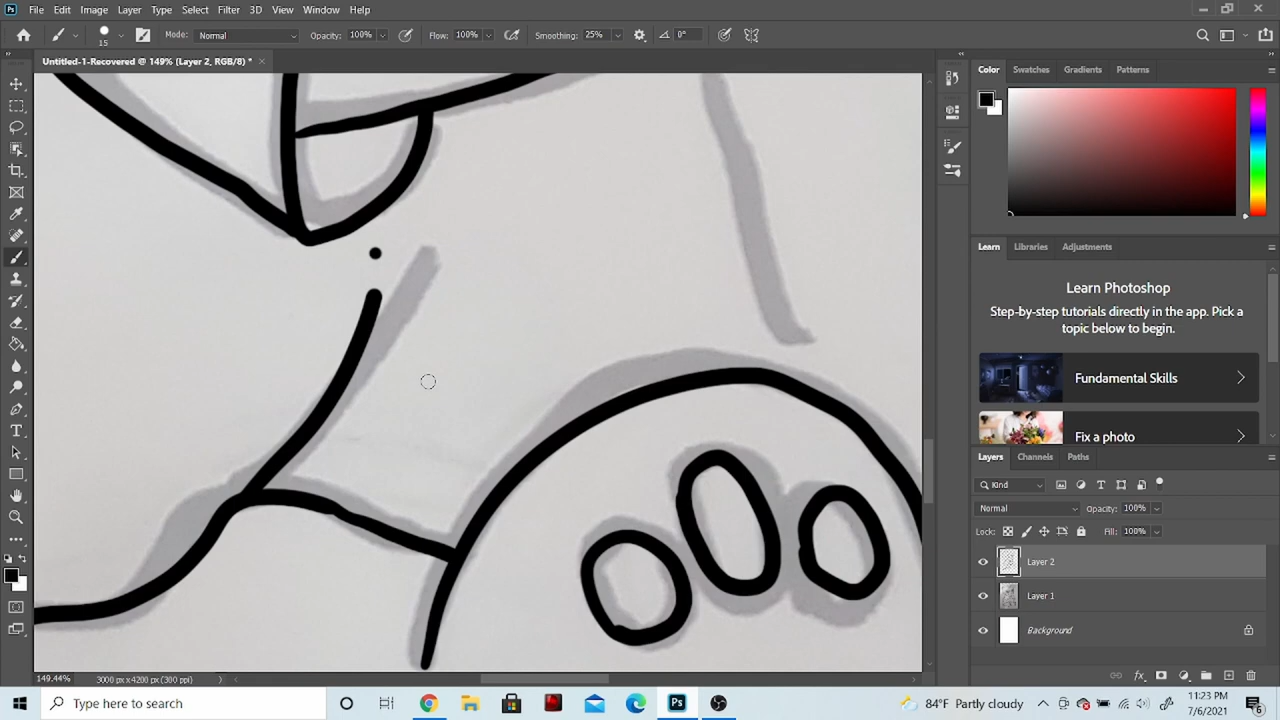 Ps File Edit Image Layer Type Select Filter 3D View Window Help
15 Mode: Normal Opacity: 100% Flow: 100% Smoothing: 25% 0°
Untitled-1-Recovered @ 149% (Layer 2, RGB/8) *
Color Swatches Gradients Patterns
Learn Libraries Adjustments
Learn Photoshop
Step-by-step tutorials directly in the app. Pick a
topic below to begin.
Fundamental Skills
Fix a photo
Layers Channels Paths
Kind
Normal Opacity: 100%
Lock: Fill: 100%
Layer 2
Layer 1
Background
149.44% 3000 px x 4200 px (300 ppi)
Type here to search
Ps
84°F Partly cloudy
11:23 PM
7/6/2021
6